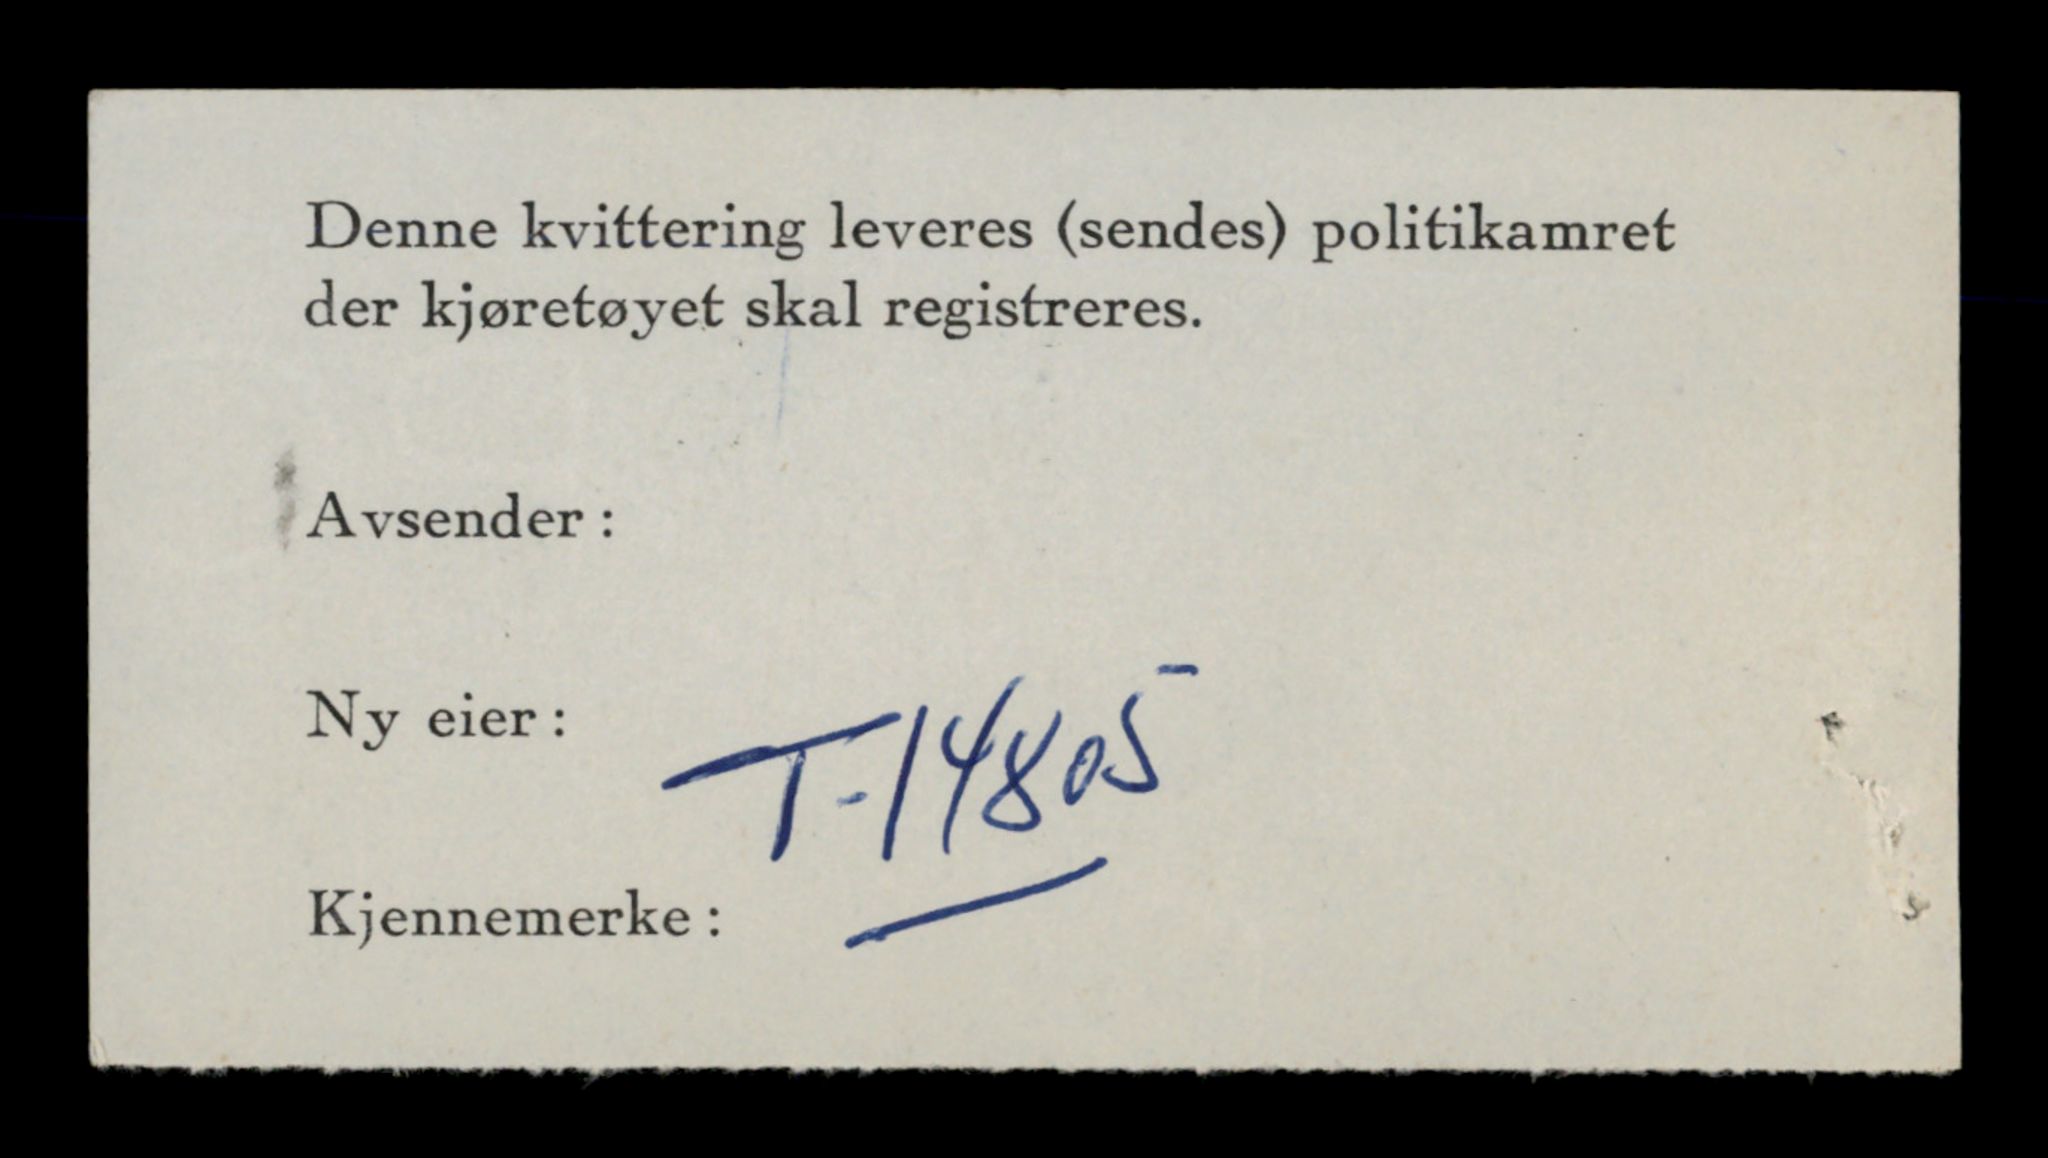 Denne kvittering leveres (sendes) politikamret
der kjøretøyet skal registreres.
Avsender:
Ny eier:
T-14805
Kjennemerke: